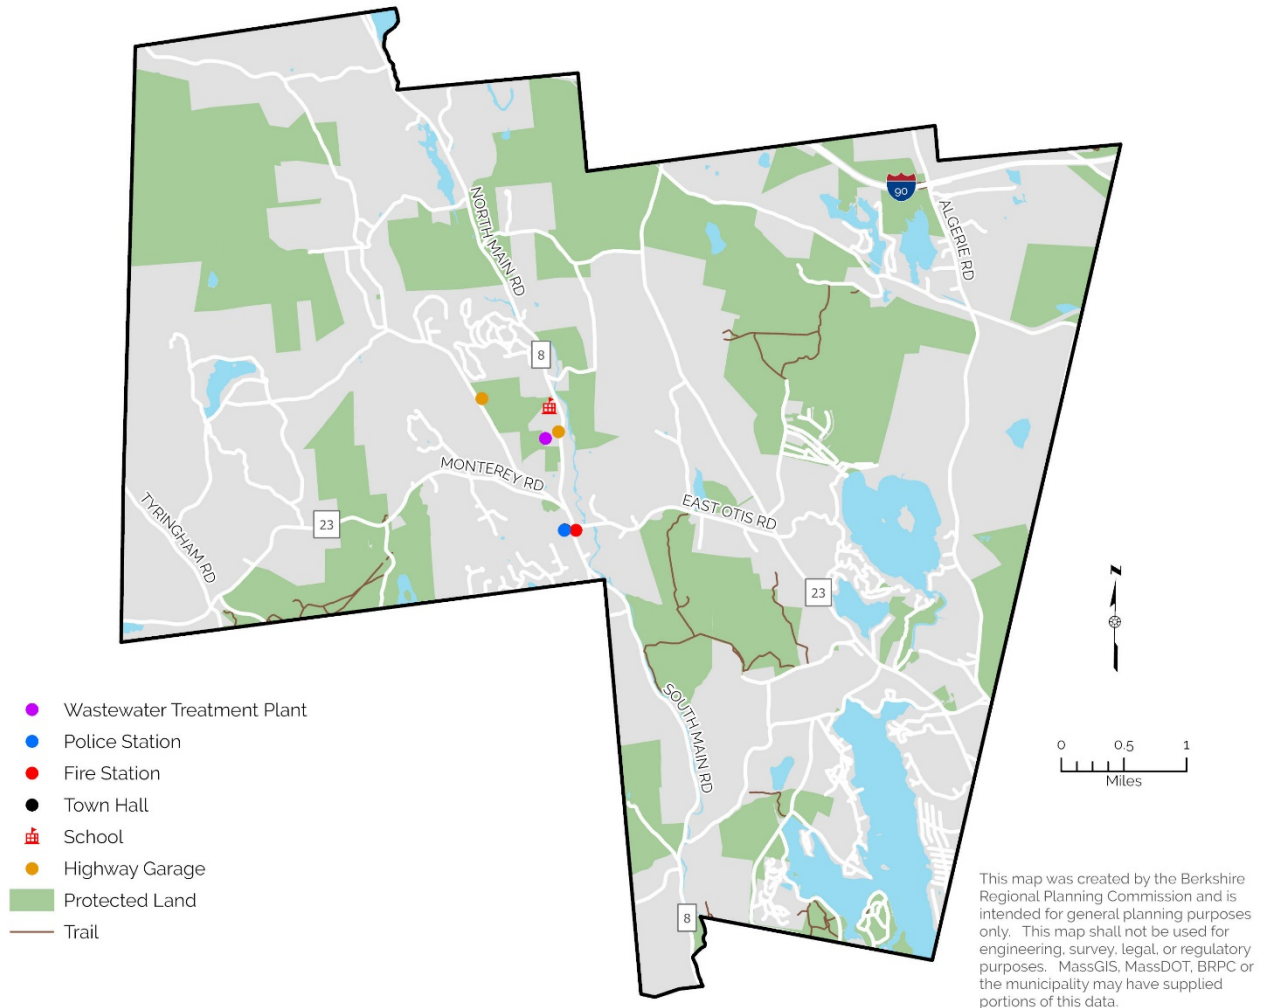 90
ALGERIE RD
NORTH MAIN RD
8
MONTEREY RD
TYRINGHAM RD
23
EAST OTIS RD
23
SOUTH MAIN RD
8
N
0 0.5 1
Miles
Wastewater Treatment Plant
Police Station
Fire Station
Town Hall
School
Highway Garage
Protected Land
Trail
This map was created by the Berkshire
Regional Planning Commission and is
intended for general planning purposes
only. This map shall not be used for
engineering, survey, legal, or regulatory
purposes. MassGIS, MassDOT, BRPC or
the municipality may have supplied
portions of this data.